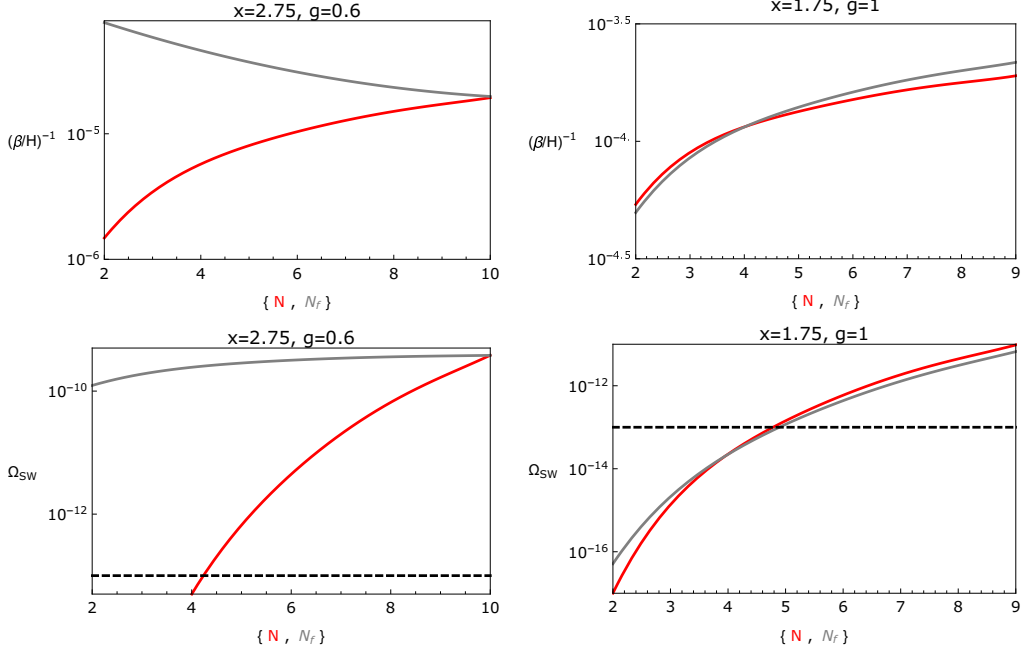 x=2.75, g=0.6
(β/H)⁻¹
10⁻⁵
10⁻⁶
2 4 6 8 10
{ N , N_f }
x=1.75, g=1
10⁻³·⁵
(β/H)⁻¹
10⁻⁴·
10⁻⁴·⁵
2 3 4 5 6 7 8 9
{ N , N_f }
x=2.75, g=0.6
10⁻¹⁰
Ω_SW
10⁻¹²
2 4 6 8 10
{ N , N_f }
x=1.75, g=1
10⁻¹²
Ω_SW
10⁻¹⁴
10⁻¹⁶
2 3 4 5 6 7 8 9
{ N , N_f }